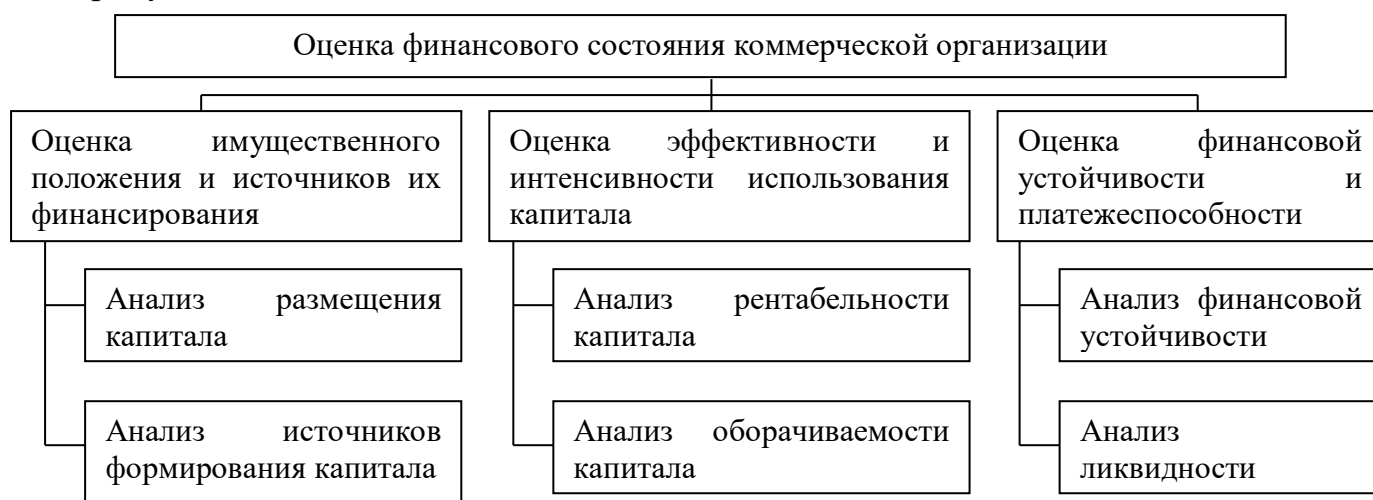 Оценка финансового состояния коммерческой организации
Оценка имущественного
положения и источников их
финансирования
Оценка эффективности и
интенсивности использования
капитала
Оценка финансовой
устойчивости и
платежеспособности
Анализ размещения
капитала
Анализ рентабельности
капитала
Анализ финансовой
устойчивости
Анализ источников
формирования капитала
Анализ оборачиваемости
капитала
Анализ
ликвидности